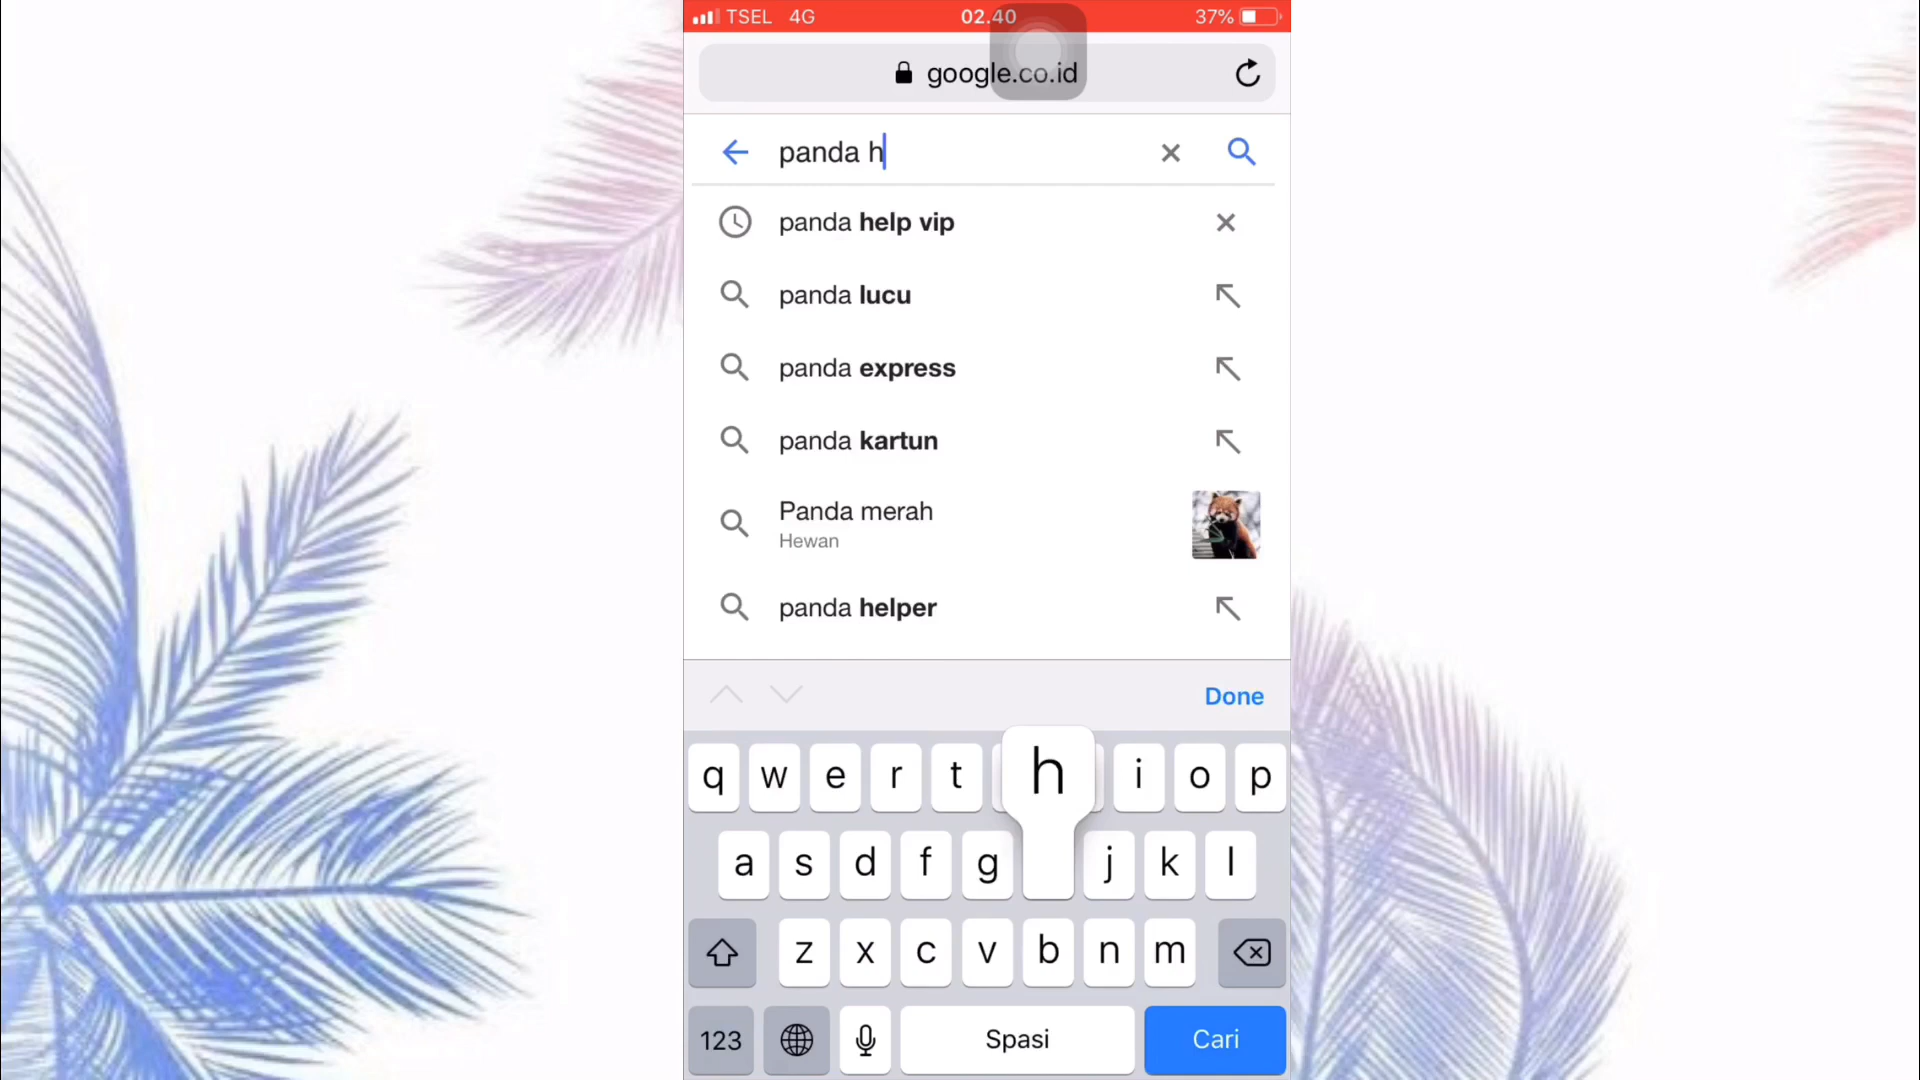 TSEL 4G 02.40 37%
google.co.id
panda h
panda help vip
panda lucu
panda express
panda kartun
Panda merah
Hewan
panda helper
Done
q w e r t h i o p
a s d f g j k l
z x c v b n m
123 Spasi Cari